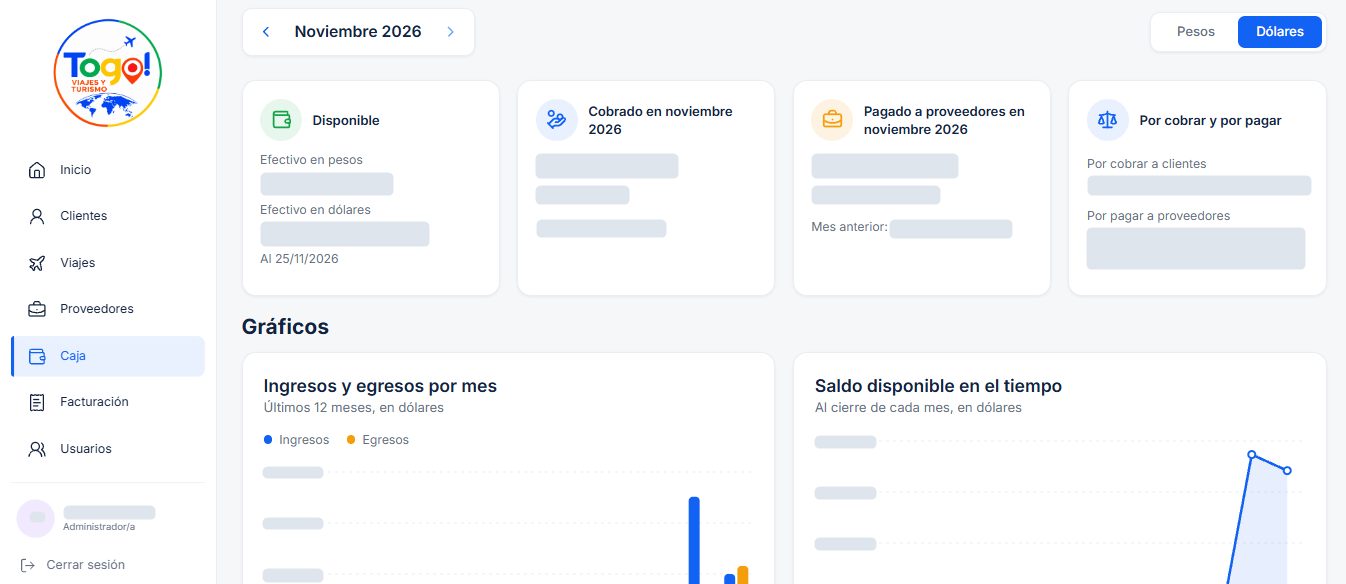 Togo!
VIAJES Y
TURISMO
Inicio
Clientes
Viajes
Proveedores
Caja
Facturación
Usuarios
Administrador/a
Cerrar sesión
Noviembre 2026
Pesos
Dólares
Disponible
Efectivo en pesos
Efectivo en dólares
Al 25/11/2026
Cobrado en noviembre
2026
Pagado a proveedores en
noviembre 2026
Mes anterior:
Por cobrar y por pagar
Por cobrar a clientes
Por pagar a proveedores
Gráficos
Ingresos y egresos por mes
Últimos 12 meses, en dólares
Ingresos
Egresos
Saldo disponible en el tiempo
Al cierre de cada mes, en dólares